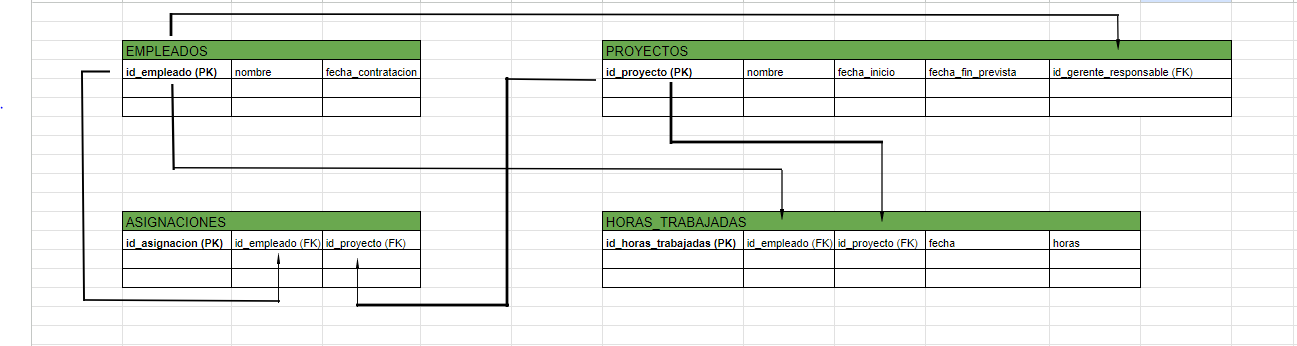 EMPLEADOS
id_empleado (PK) nombre fecha_contratacion
PROYECTOS
id_proyecto (PK) nombre fecha_inicio fecha_fin_prevista id_gerente_responsable (FK)
ASIGNACIONES
id_asignacion (PK) id_empleado (FK) id_proyecto (FK)
HORAS_TRABAJADAS
id_horas_trabajadas (PK) id_empleado (FK) id_proyecto (FK) fecha horas